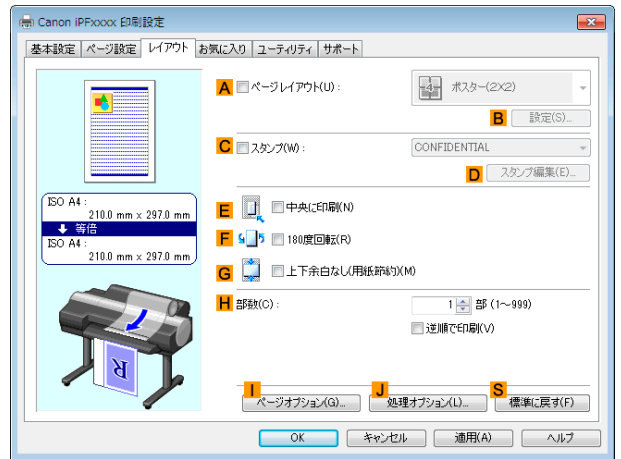 Canon iPFxxxx 印刷設定
基本設定 ページ設定 レイアウト お気に入り ユーティリティ サポート
A ページレイアウト(U) : 4 ポスター(2X2)
B 設定(S)...
C スタンプ(W) : CONFIDENTIAL
D スタンプ編集(E)...
ISO A4 :
210.0 mm x 297.0 mm
等倍
ISO A4 :
210.0 mm x 297.0 mm
E 中央に印刷(N)
F 180度回転(R)
G 上下余白なし(用紙節約)(M)
H 部数(C) : 1 部 (1～999)
逆順で印刷(V)
R
I ページオプション(G)... J 処理オプション(L)... S 標準に戻す(F)
OK キャンセル 適用(A) ヘルプ